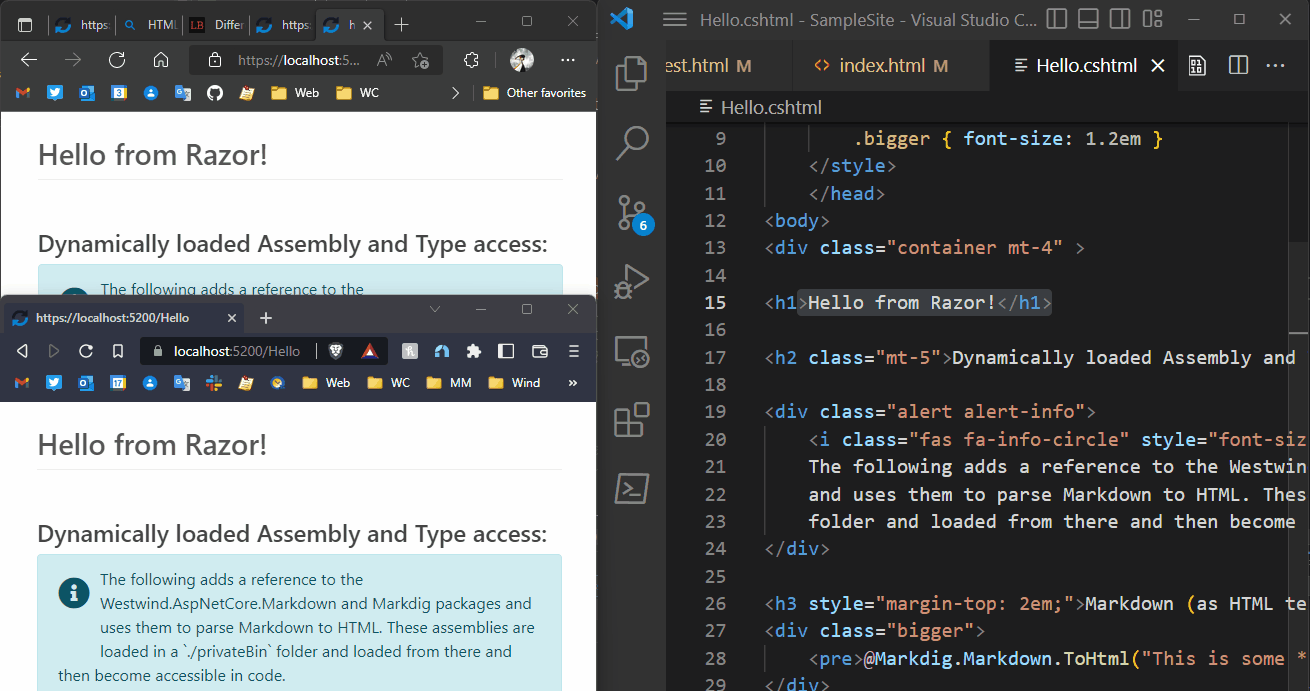 https:
HTML
LB
Differ
https:
h
https://localhost:5...
3
Web
WC
Other favorites
Hello from Razor!
Dynamically loaded Assembly and Type access:
The following adds a reference to the
https://localhost:5200/Hello
localhost:5200/Hello
17
Web
WC
MM
Wind
Hello from Razor!
Dynamically loaded Assembly and Type access:
The following adds a reference to the
Westwind.AspNetCore.Markdown and Markdig packages and
uses them to parse Markdown to HTML. These assemblies are
loaded in a `./privateBin` folder and loaded from there and
then become accessible in code.
Hello.cshtml - SampleSite - Visual Studio C...
est.html M
index.html M
Hello.cshtml
Hello.cshtml
6
9 .bigger { font-size: 1.2em }
10 </style>
11 </head>
12 <body>
13 <div class="container mt-4" >
14
15 <h1>Hello from Razor!</h1>
16
17 <h2 class="mt-5">Dynamically loaded Assembly and
18
19 <div class="alert alert-info">
20 <i class="fas fa-info-circle" style="font-siz
21 The following adds a reference to the Westwin
22 and uses them to parse Markdown to HTML. Thes
23 folder and loaded from there and then become
24 </div>
25
26 <h3 style="margin-top: 2em;">Markdown (as HTML te
27 <div class="bigger">
28 <pre>@Markdig.Markdown.ToHtml("This is some *
29 </div>